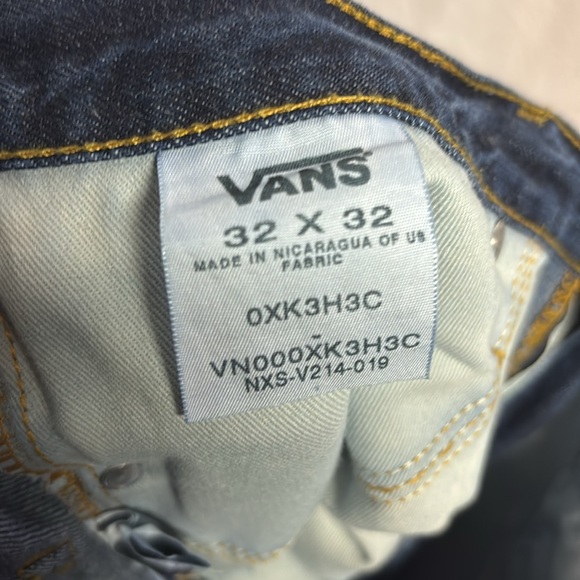 VANS
32 X 32
MADE IN NICARAGUA OF US
FABRIC
0XK3H3C
-
VN000XK3H3C
NXS-V214-019